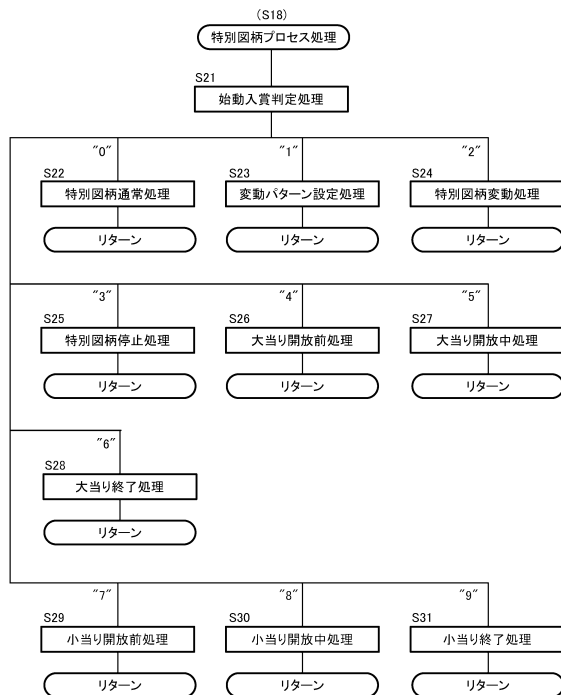 (S18)
特別図柄プロセス処理
S21
始動入賞判定処理
"0"
"1"
"2"
S22
S23
S24
特別図柄通常処理
変動パターン設定処理
特別図柄変動処理
リターン
リターン
リターン
"3"
"4"
"5"
S25
S26
S27
特別図柄停止処理
大当り開放前処理
大当り開放中処理
リターン
リターン
リターン
"6"
S28
大当り終了処理
リターン
"7"
"8"
"9"
S29
S30
S31
小当り開放前処理
小当り開放中処理
小当り終了処理
リターン
リターン
リターン